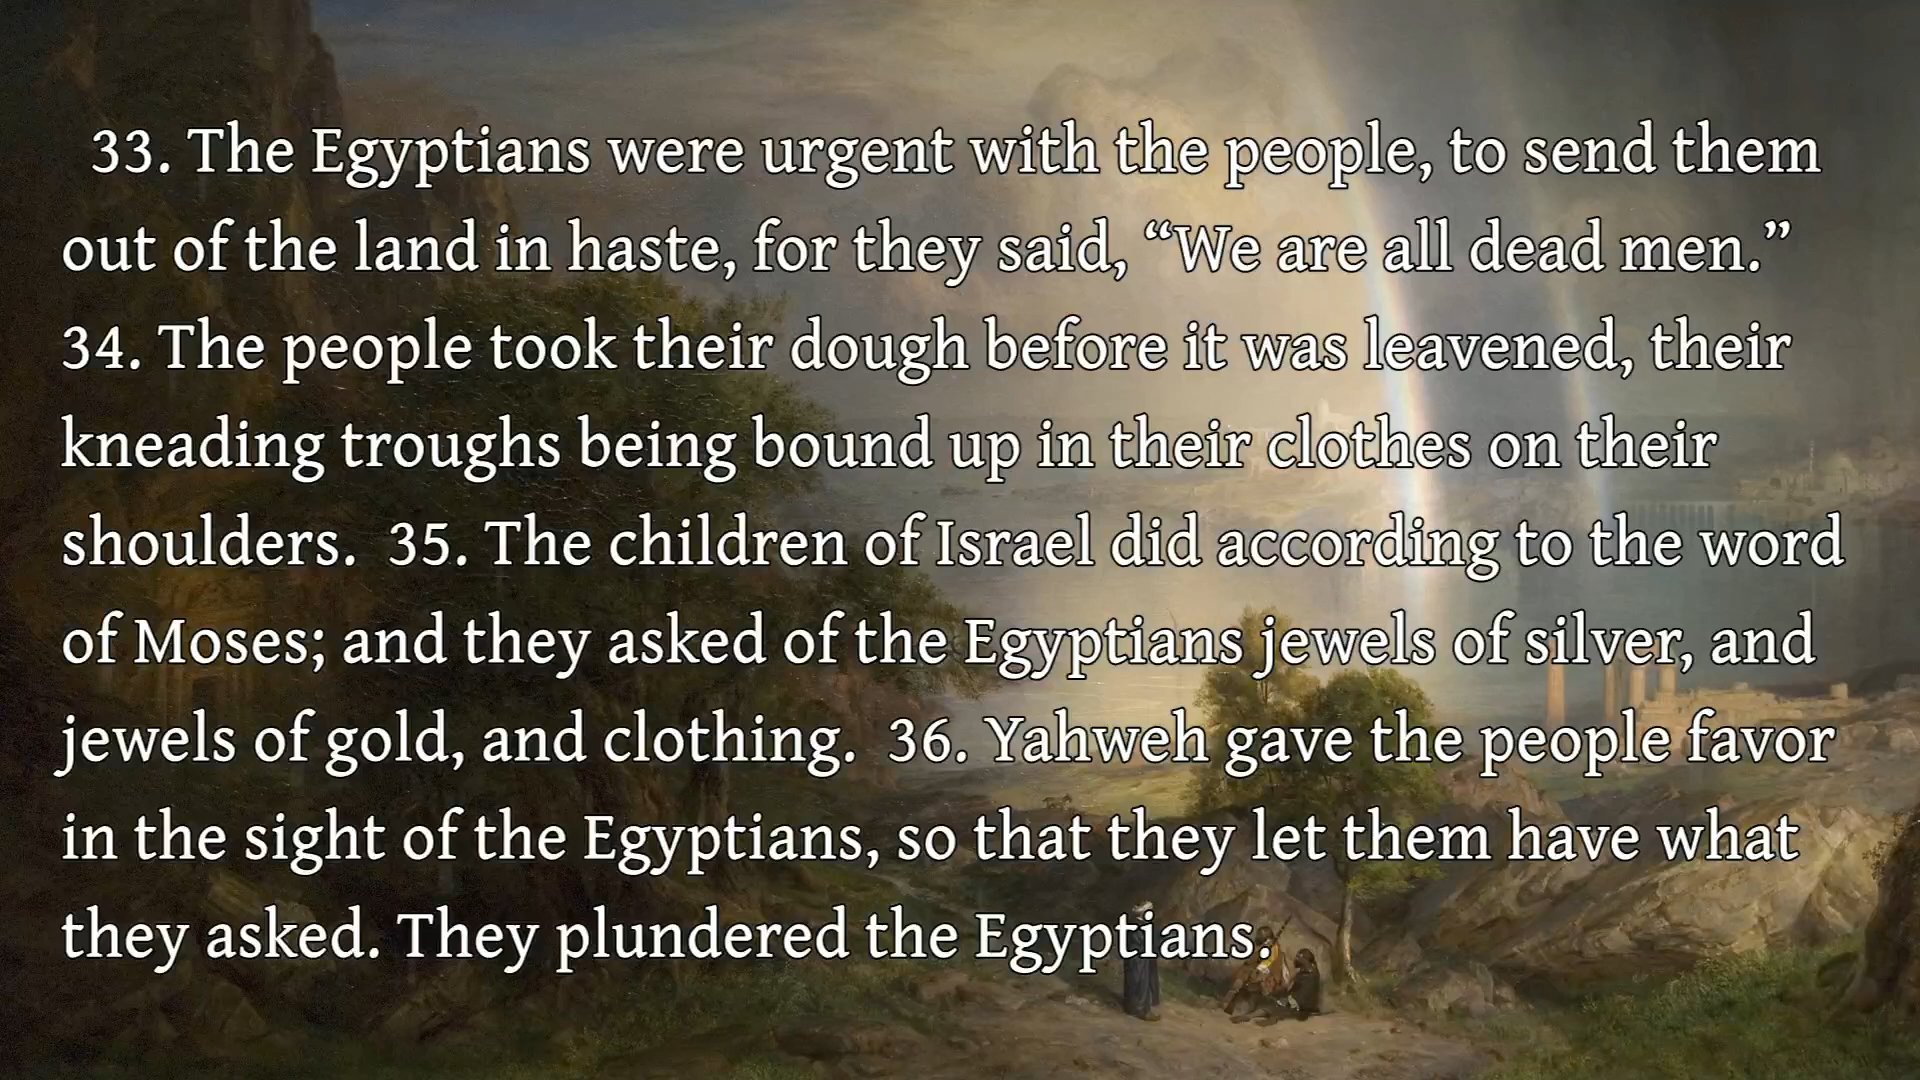 33. The Egyptians were urgent with the people, to send them
out of the land in haste, for they said, “We are all dead men.”
34. The people took their dough before it was leavened, their
kneading troughs being bound up in their clothes on their
shoulders.  35. The children of Israel did according to the word
of Moses; and they asked of the Egyptians jewels of silver, and
jewels of gold, and clothing.  36. Yahweh gave the people favor
in the sight of the Egyptians, so that they let them have what
they asked. They plundered the Egyptians.